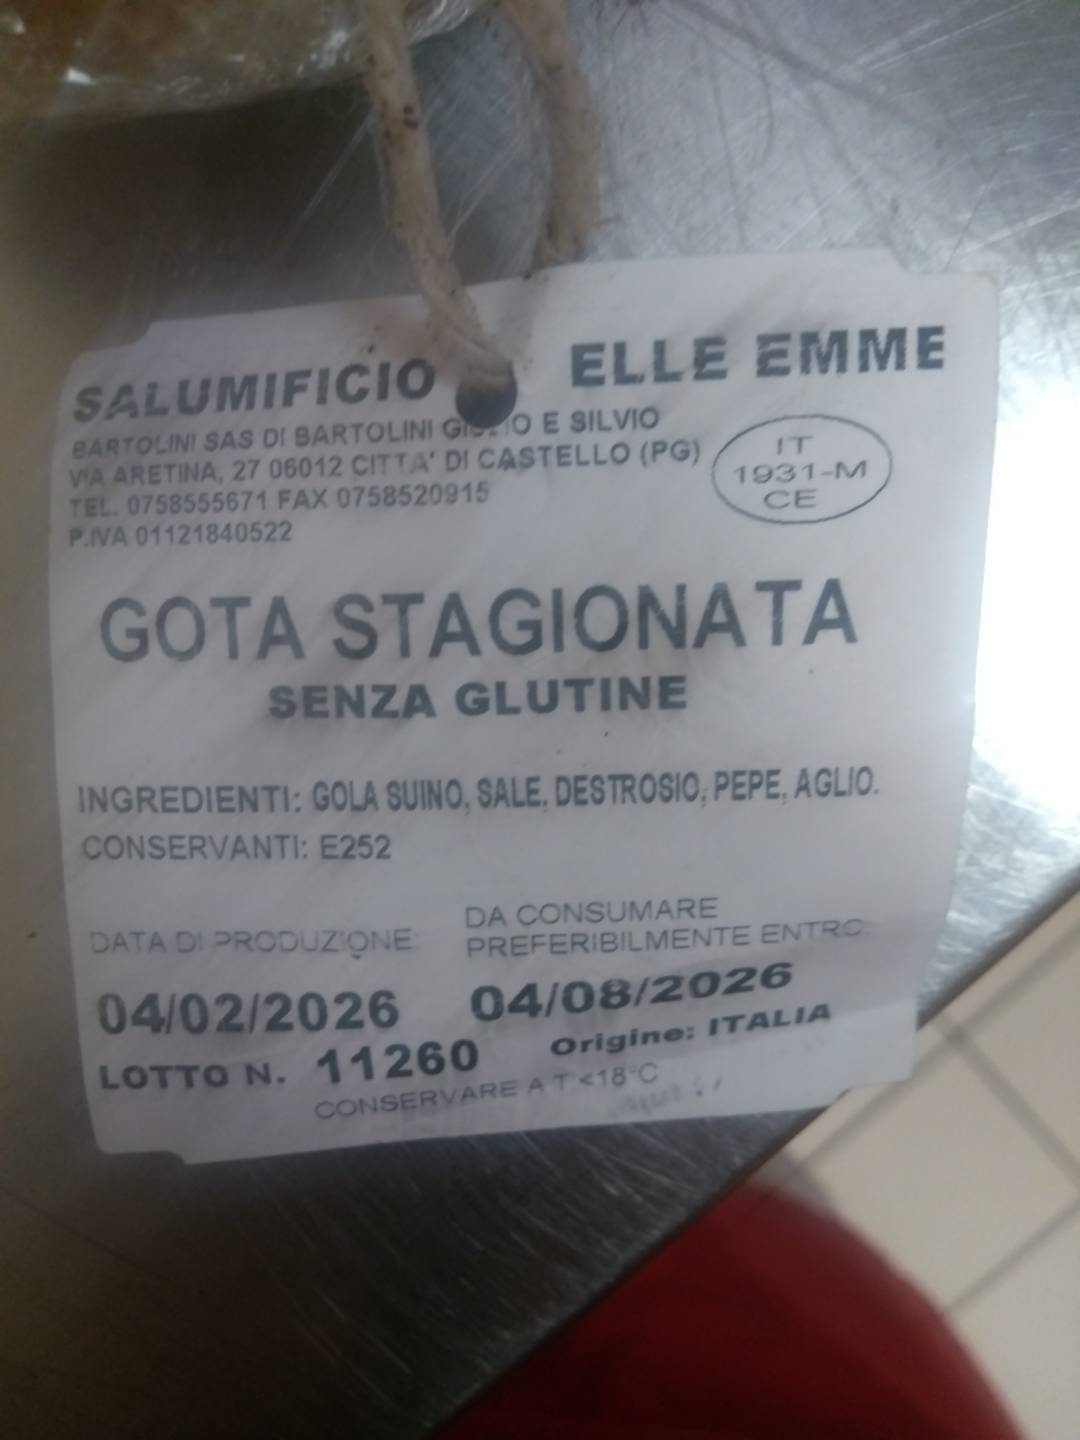 SALUMIFICIO ELLE EMME
BARTOLINI SAS DI BARTOLINI E SILVIO
VIA ARETINA, 27 06012 CITTA' DI CASTELLO (PG)
TEL. 0758555671 FAX 0758520915
P.IVA 01121840522
IT
1931-M
CE
GOTA STAGIONATA
SENZA GLUTINE
INGREDIENTI: GOLA SUINO, SALE, DESTROSIO, PEPE, AGLIO.
CONSERVANTI: E252
DATA DI PRODUZIONE:
04/02/2026
DA CONSUMARE
PREFERIBILMENTE ENTRO:
04/08/2026
LOTTO N. 11260
Origine: ITALIA
CONSERVARE A T <18°C